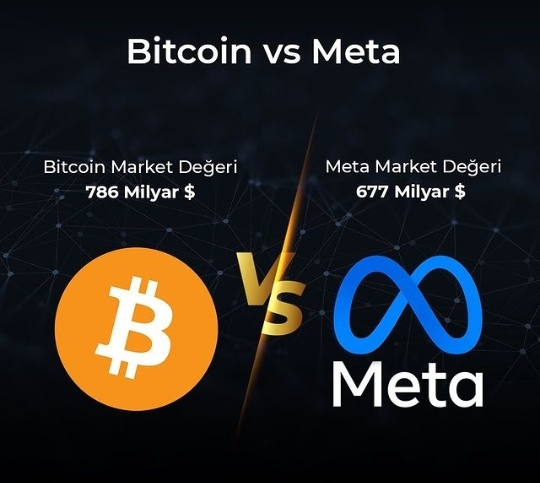 Bitcoin vs Meta
Bitcoin Market Değeri
786 Milyar $
Meta Market Değeri
677 Milyar $
VS
Meta